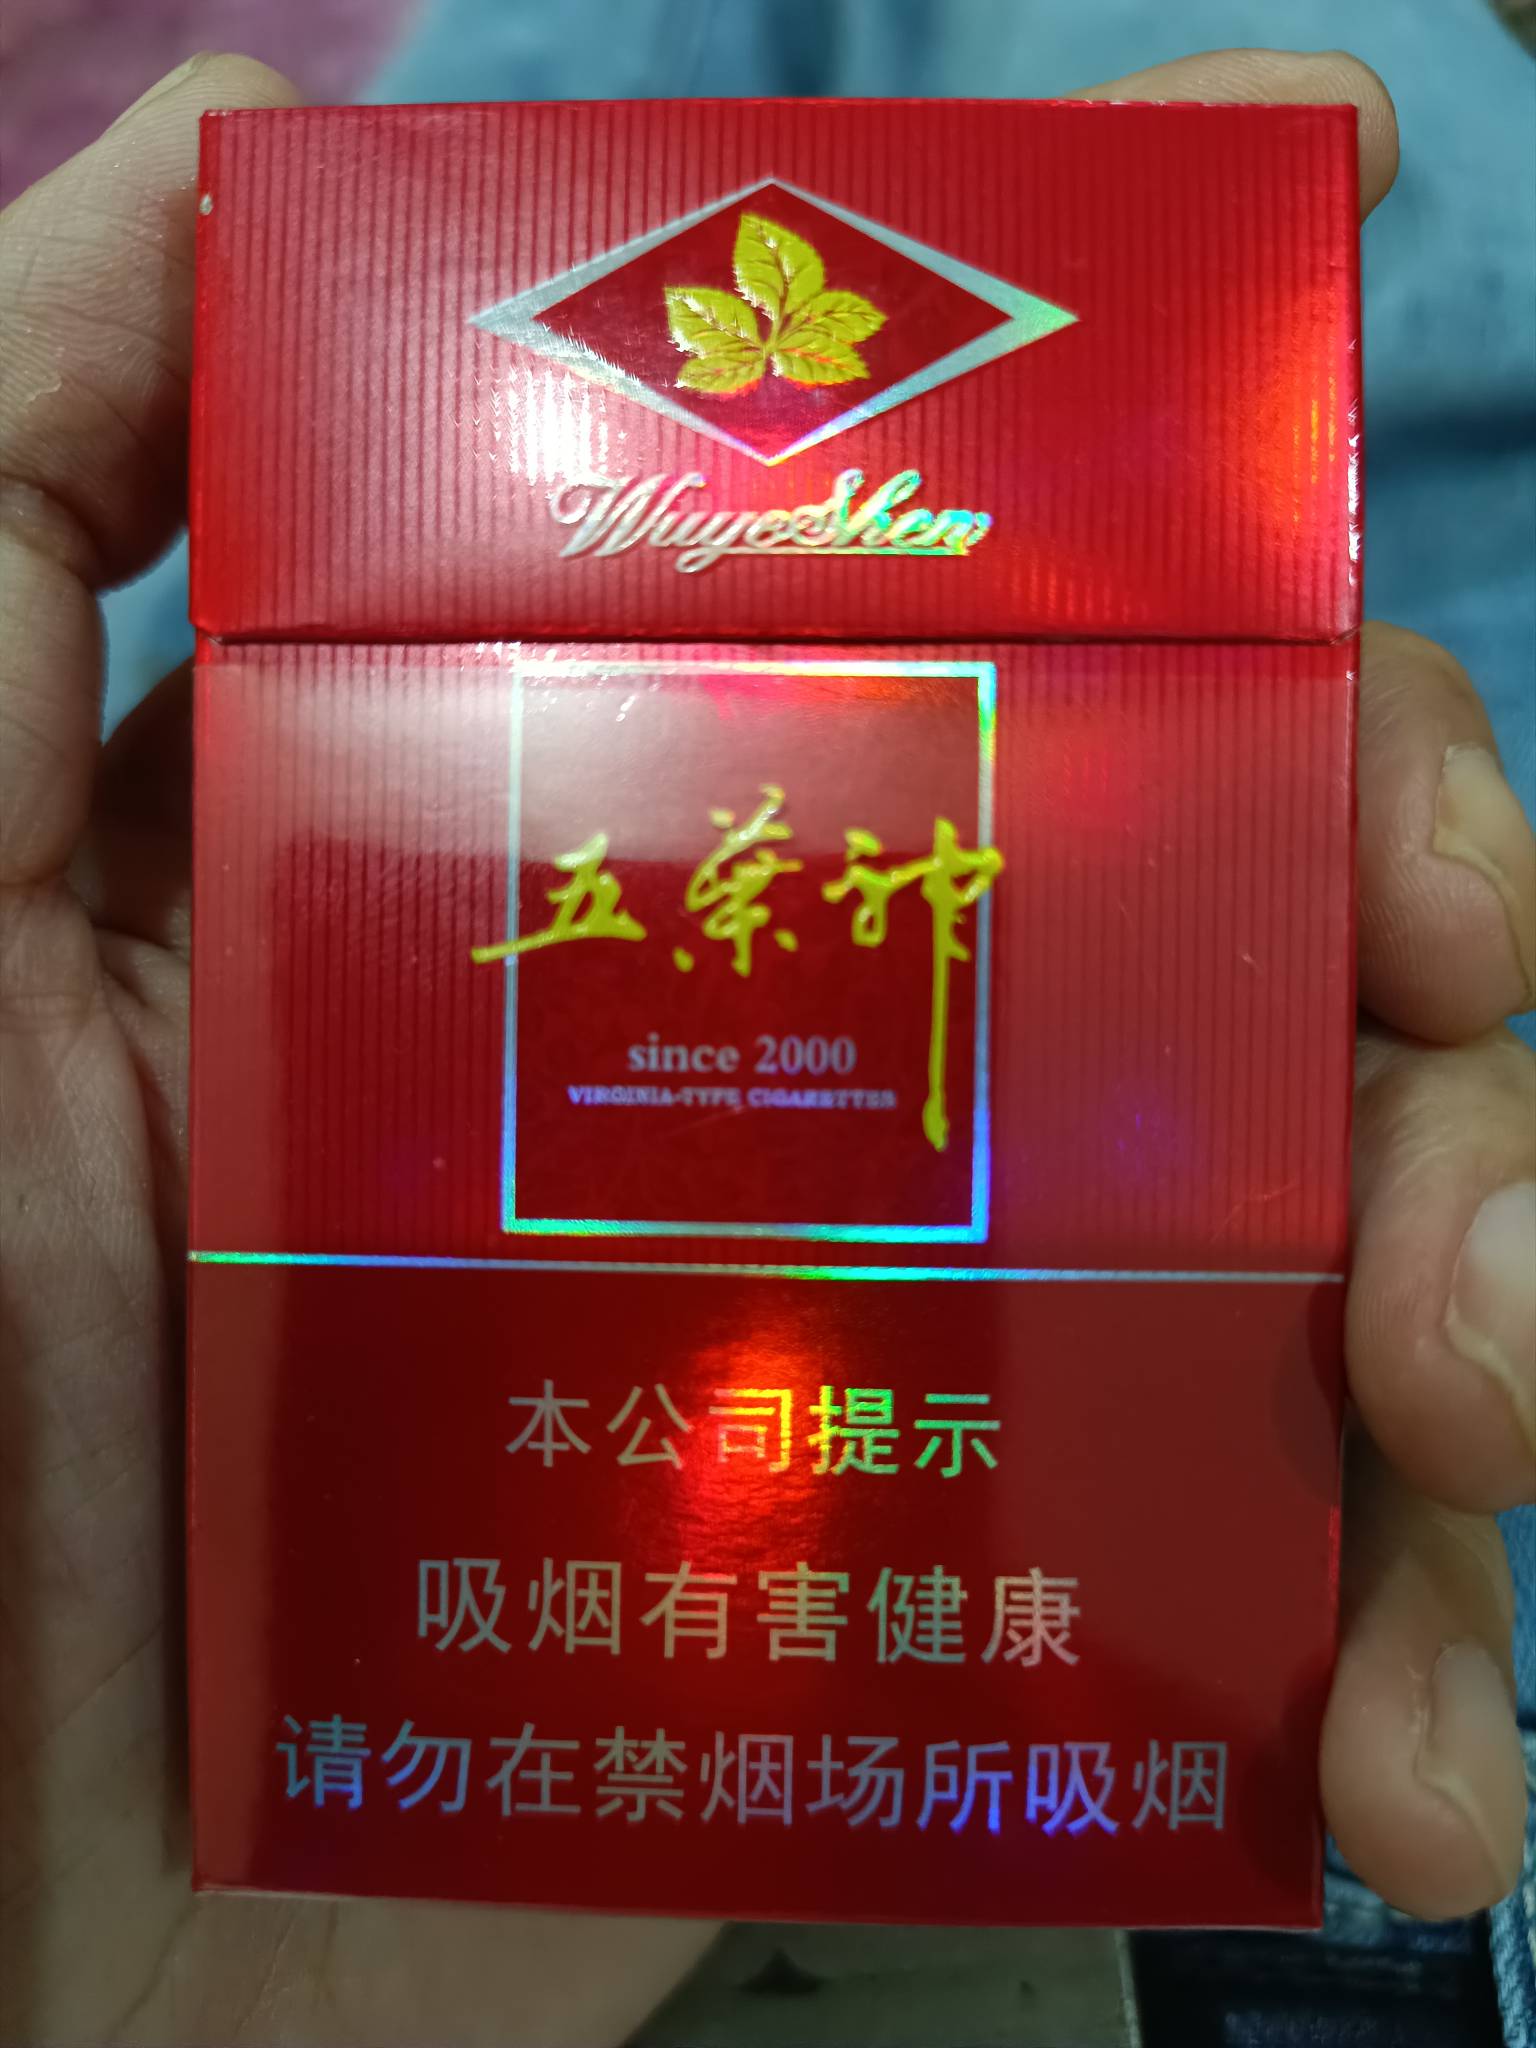 WuyeShen
五葉神
since 2000
VIRGINIA-TYPE CIGARETTES
本公司提示
吸烟有害健康
请勿在禁烟场所吸烟